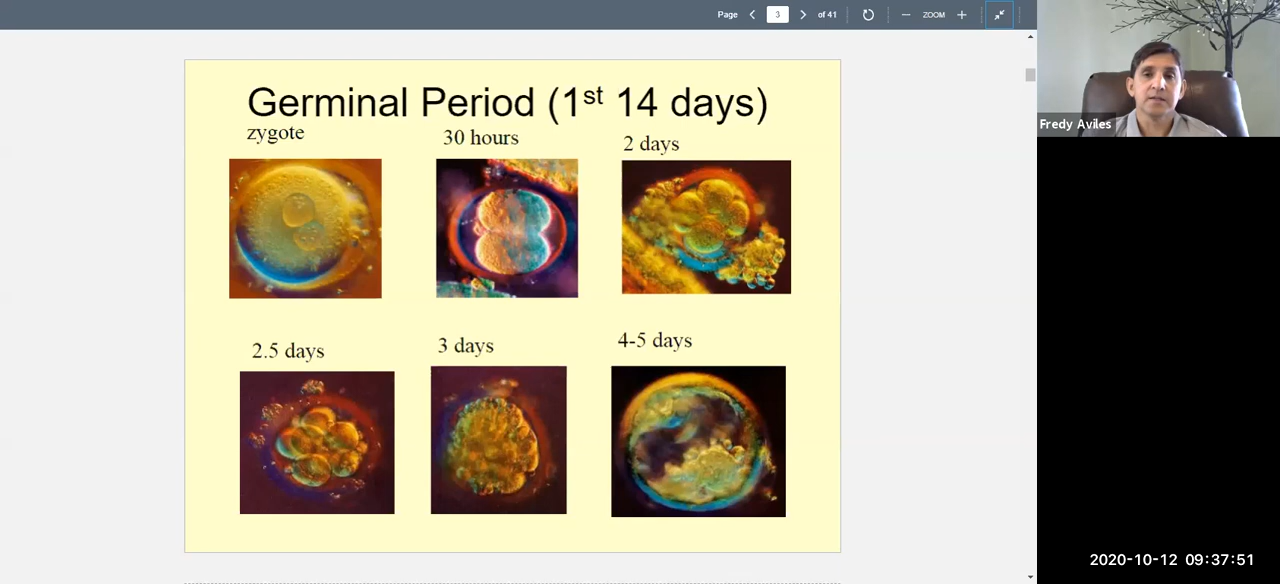 Page 3 of 41 ZOOM
Germinal Period (1st 14 days)
zygote
30 hours
2 days
2.5 days
3 days
4-5 days
Fredy Aviles
2020-10-12 09:37:51